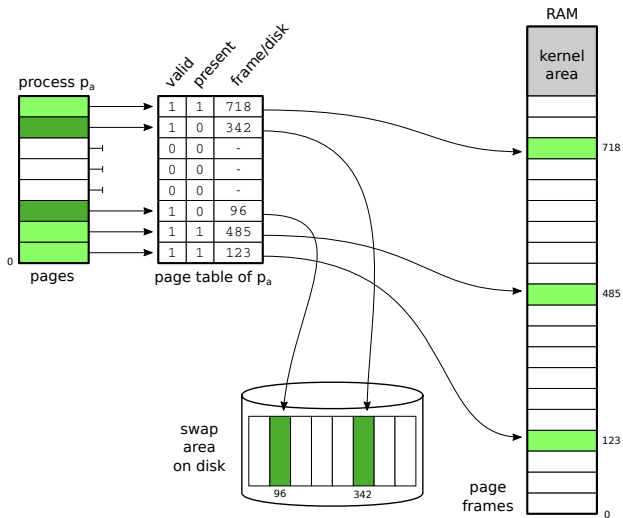 RAM
kernel
area
valid
present
frame/disk
process pa
1 1 718
1 0 342
0 0 -
0 0 -
0 0 -
1 0 96
1 1 485
1 1 123
0
pages
page table of pa
718
485
123
0
swap
area
on disk
96
342
page
frames